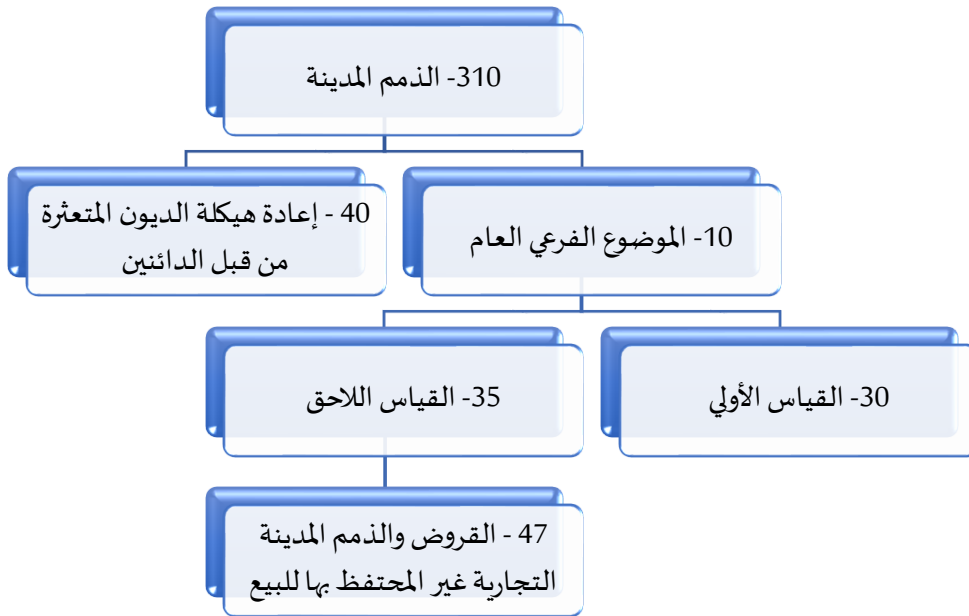 310- الذمم المدينة
10- الموضوع الفرعي العام
40 - إعادة هيكلة الديون المتعثرة
من قبل الدائنين
30- القياس الأولي
35- القياس اللاحق
47 - القروض والذمم المدينة
التجارية غير المحتفظ بها للبيع